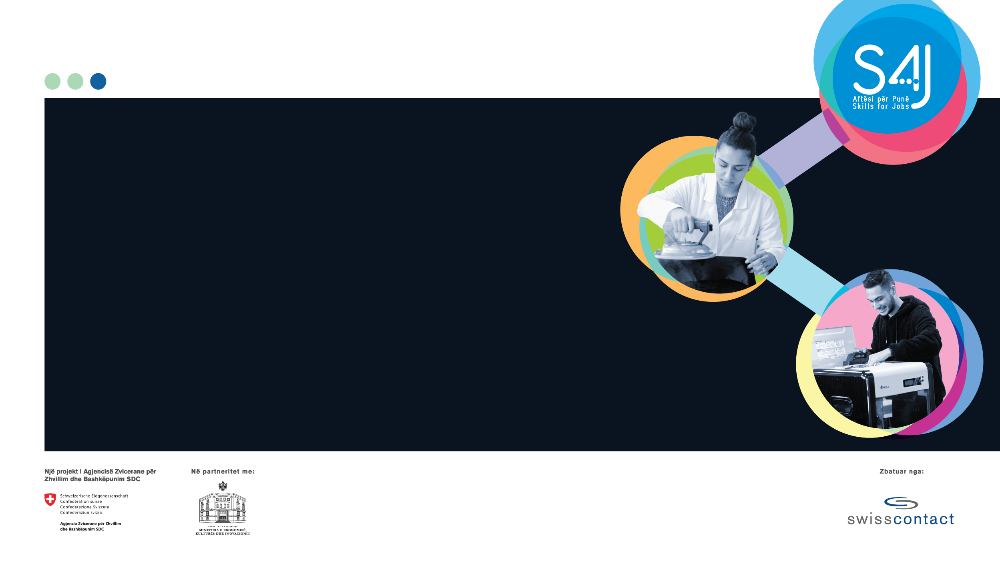 S4J
Aftësi për Punë
Skills for Jobs
Një projekt i Agjencisë Zvicerane për
Zhvillim dhe Bashkëpunim SDC
Schweizerische Eidgenossenschaft
Confédération suisse
Confederazione Svizzera
Confederaziun svizra
Agjencia Zvicerane për Zhvillim
dhe Bashkëpunim SDC
Në partneritet me:
REPUBLIKA E SHQIPËRISË
MINISTRIA E EKONOMISË,
KULTURËS DHE INOVACIONIT
Zbatuar nga:
swisscontact